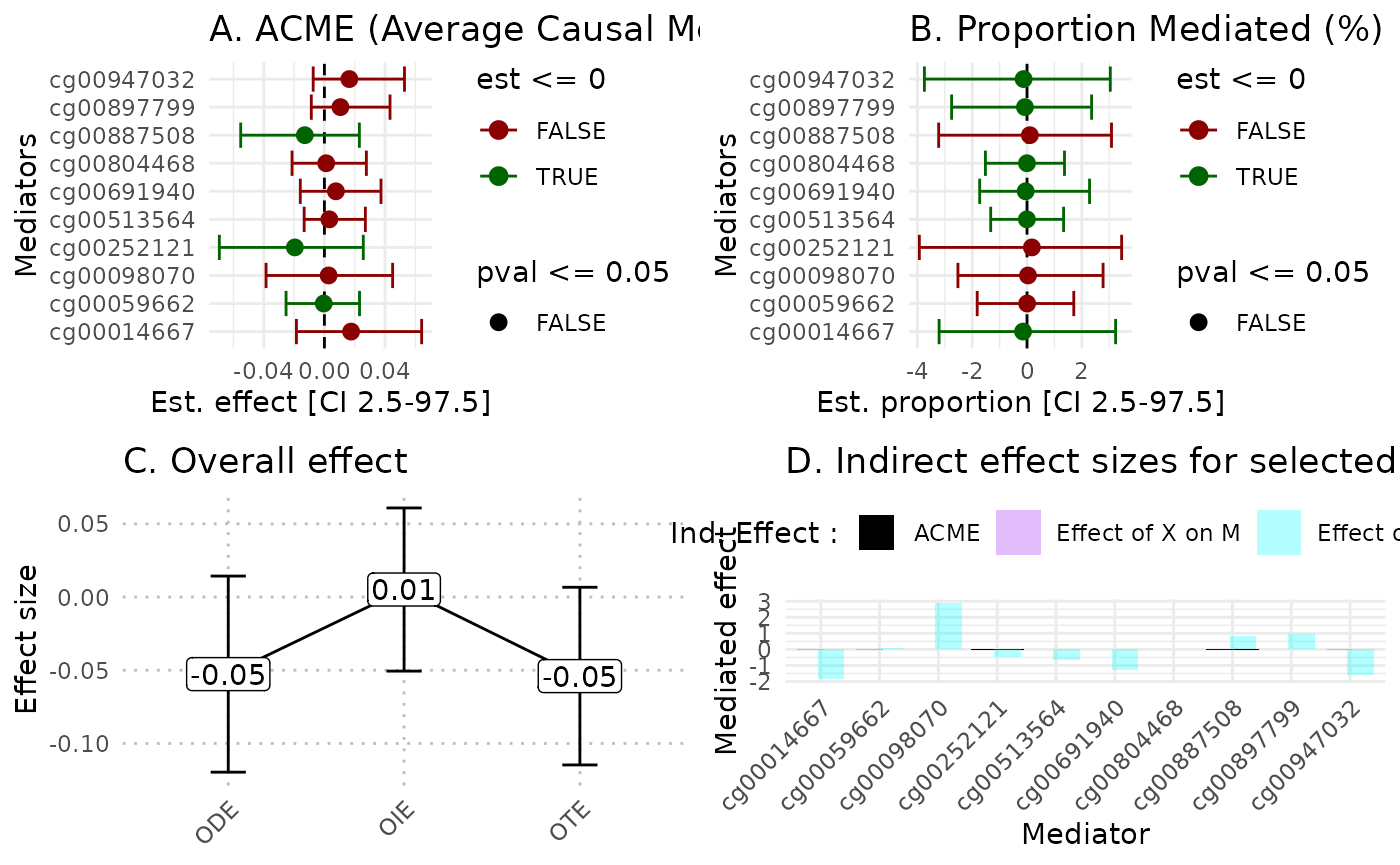 A. ACME (Average Causal M
Mediators
cg00947032
cg00897799
cg00887508
cg00804468
cg00691940
cg00513564
cg00252121
cg00098070
cg00059662
cg00014667
-0.04 0.00 0.04
Est. effect [CI 2.5-97.5]
est <= 0
FALSE
TRUE
pval <= 0.05
FALSE
B. Proportion Mediated (%)
Mediators
cg00947032
cg00897799
cg00887508
cg00804468
cg00691940
cg00513564
cg00252121
cg00098070
cg00059662
cg00014667
-4 -2 0 2
Est. proportion [CI 2.5-97.5]
est <= 0
FALSE
TRUE
pval <= 0.05
FALSE
C. Overall effect
Effect size
0.05
0.00
-0.05
-0.10
-0.05
0.01
-0.05
ODE OIE OTE
D. Indirect effect sizes for selected
Ind. Effect : ACME Effect of X on M Effect
Mediated effect
3
2
1
0
-1
-2
cg00014667
cg00059662
cg00098070
cg00252121
cg00513564
cg00691940
cg00804468
cg00887508
cg00897799
cg00947032
Mediator